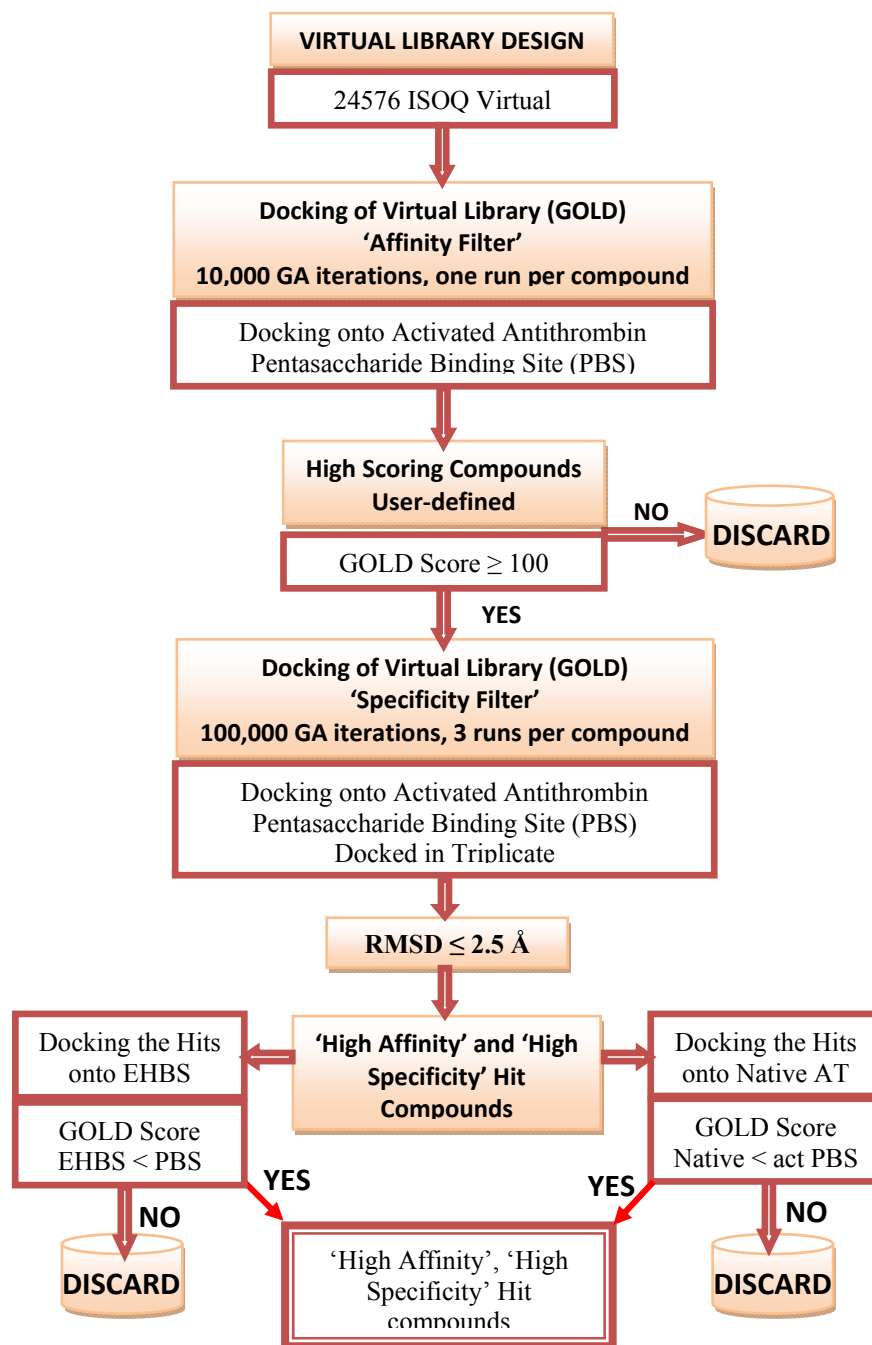 VIRTUAL LIBRARY DESIGN
24576 ISOQ Virtual
Docking of Virtual Library (GOLD)
‘Affinity Filter’
10,000 GA iterations, one run per compound
Docking onto Activated Antithrombin
Pentasaccharide Binding Site (PBS)
High Scoring Compounds
User-defined
NO
DISCARD
GOLD Score ≥ 100
YES
Docking of Virtual Library (GOLD)
‘Specificity Filter’
100,000 GA iterations, 3 runs per compound
Docking onto Activated Antithrombin
Pentasaccharide Binding Site (PBS)
Docked in Triplicate
RMSD ≤ 2.5 Å
Docking the Hits
onto EHBS
‘High Affinity’ and ‘High
Specificity’ Hit
Compounds
Docking the Hits
onto Native AT
GOLD Score
EHBS < PBS
GOLD Score
Native < act PBS
YES
YES
NO
NO
DISCARD
‘High Affinity’, ‘High
Specificity’ Hit
compounds
DISCARD